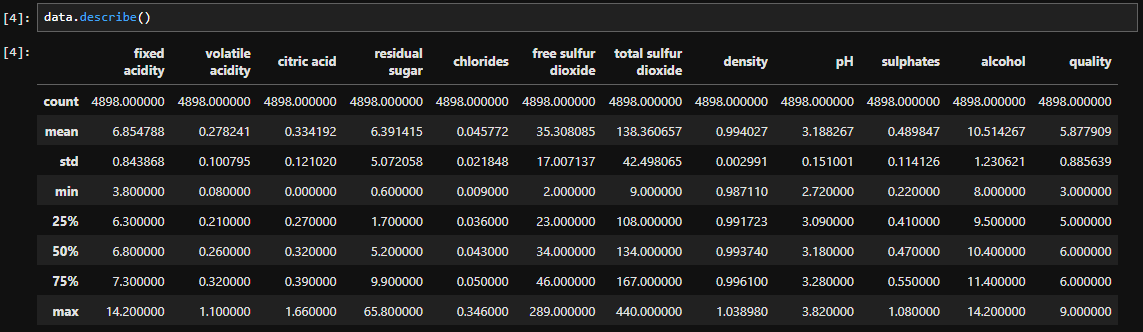 [4]: data.describe()
[4]:
fixed acidity volatile acidity citric acid residual sugar chlorides free sulfur dioxide total sulfur dioxide density pH sulphates alcohol quality
count 4898.000000 4898.000000 4898.000000 4898.000000 4898.000000 4898.000000 4898.000000 4898.000000 4898.000000 4898.000000 4898.000000 4898.000000
mean 6.854788 0.278241 0.334192 6.391415 0.045772 35.308085 138.360657 0.994027 3.188267 0.489847 10.514267 5.877909
std 0.843868 0.100795 0.121020 5.072058 0.021848 17.007137 42.498065 0.002991 0.151001 0.114126 1.230621 0.885639
min 3.800000 0.080000 0.000000 0.600000 0.009000 2.000000 9.000000 0.987110 2.720000 0.220000 8.000000 3.000000
25% 6.300000 0.210000 0.270000 1.700000 0.036000 23.000000 108.000000 0.991723 3.090000 0.410000 9.500000 5.000000
50% 6.800000 0.260000 0.320000 5.200000 0.043000 34.000000 134.000000 0.993740 3.180000 0.470000 10.400000 6.000000
75% 7.300000 0.320000 0.390000 9.900000 0.050000 46.000000 167.000000 0.996100 3.280000 0.550000 11.400000 6.000000
max 14.200000 1.100000 1.660000 65.800000 0.346000 289.000000 440.000000 1.038980 3.820000 1.080000 14.200000 9.000000